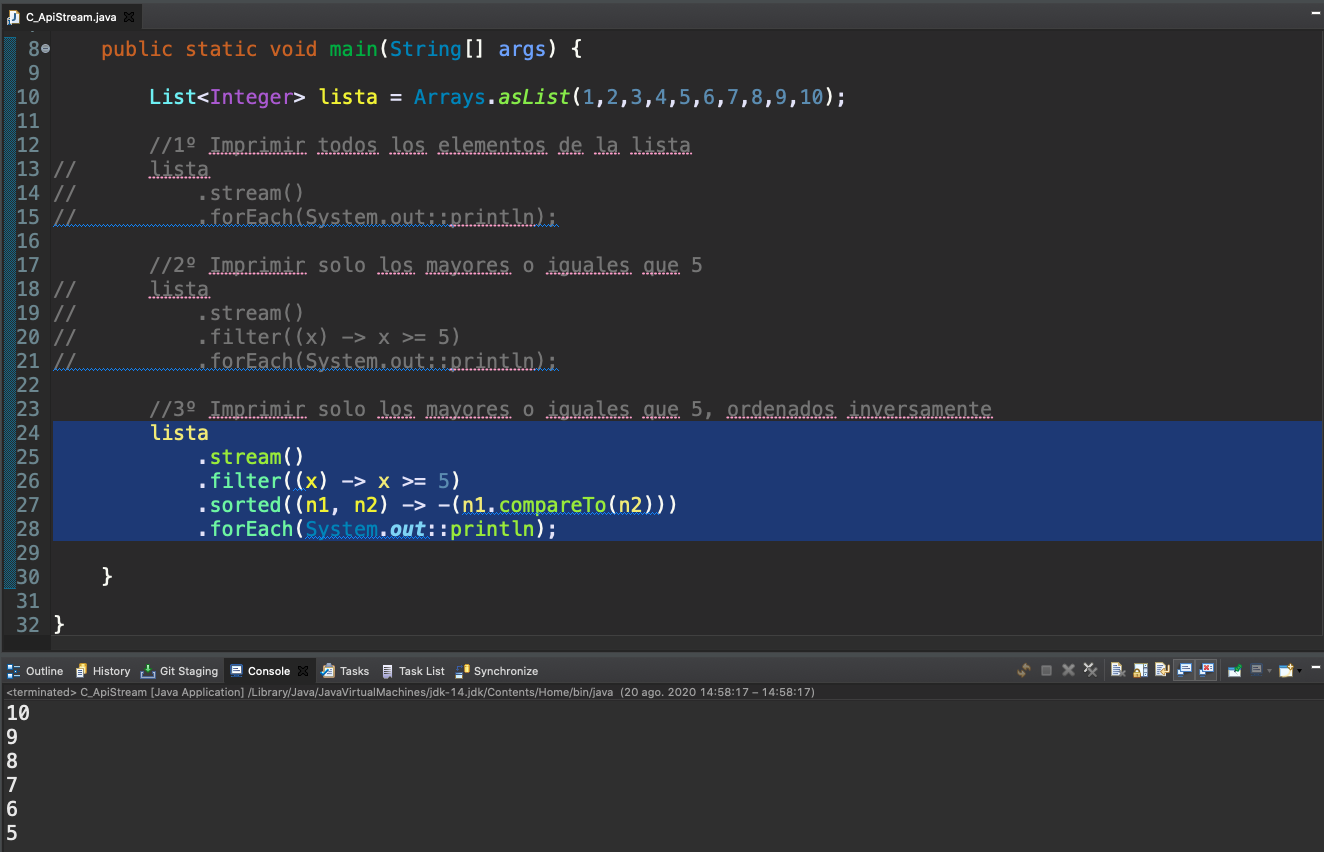 C_ApiStream.java
8 public static void main(String[] args) {
9
10 List<Integer> lista = Arrays.asList(1,2,3,4,5,6,7,8,9,10);
11
12 //1º Imprimir todos los elementos de la lista
13 // lista
14 // .stream()
15 // .forEach(System.out::println);
16
17 //2º Imprimir solo los mayores o iguales que 5
18 // lista
19 // .stream()
20 // .filter((x) -> x >= 5)
21 // .forEach(System.out::println);
22
23 //3º Imprimir solo los mayores o iguales que 5, ordenados inversamente
24 lista
25 .stream()
26 .filter((x) -> x >= 5)
27 .sorted((n1, n2) -> -(n1.compareTo(n2)))
28 .forEach(System.out::println);
29
30 }
31
32 }
Outline History Git Staging Console Tasks Task List Synchronize
<terminated> C_ApiStream [Java Application] /Library/Java/JavaVirtualMachines/jdk-14.jdk/Contents/Home/bin/java (20 ago. 2020 14:58:17 – 14:58:17)
10
9
8
7
6
5